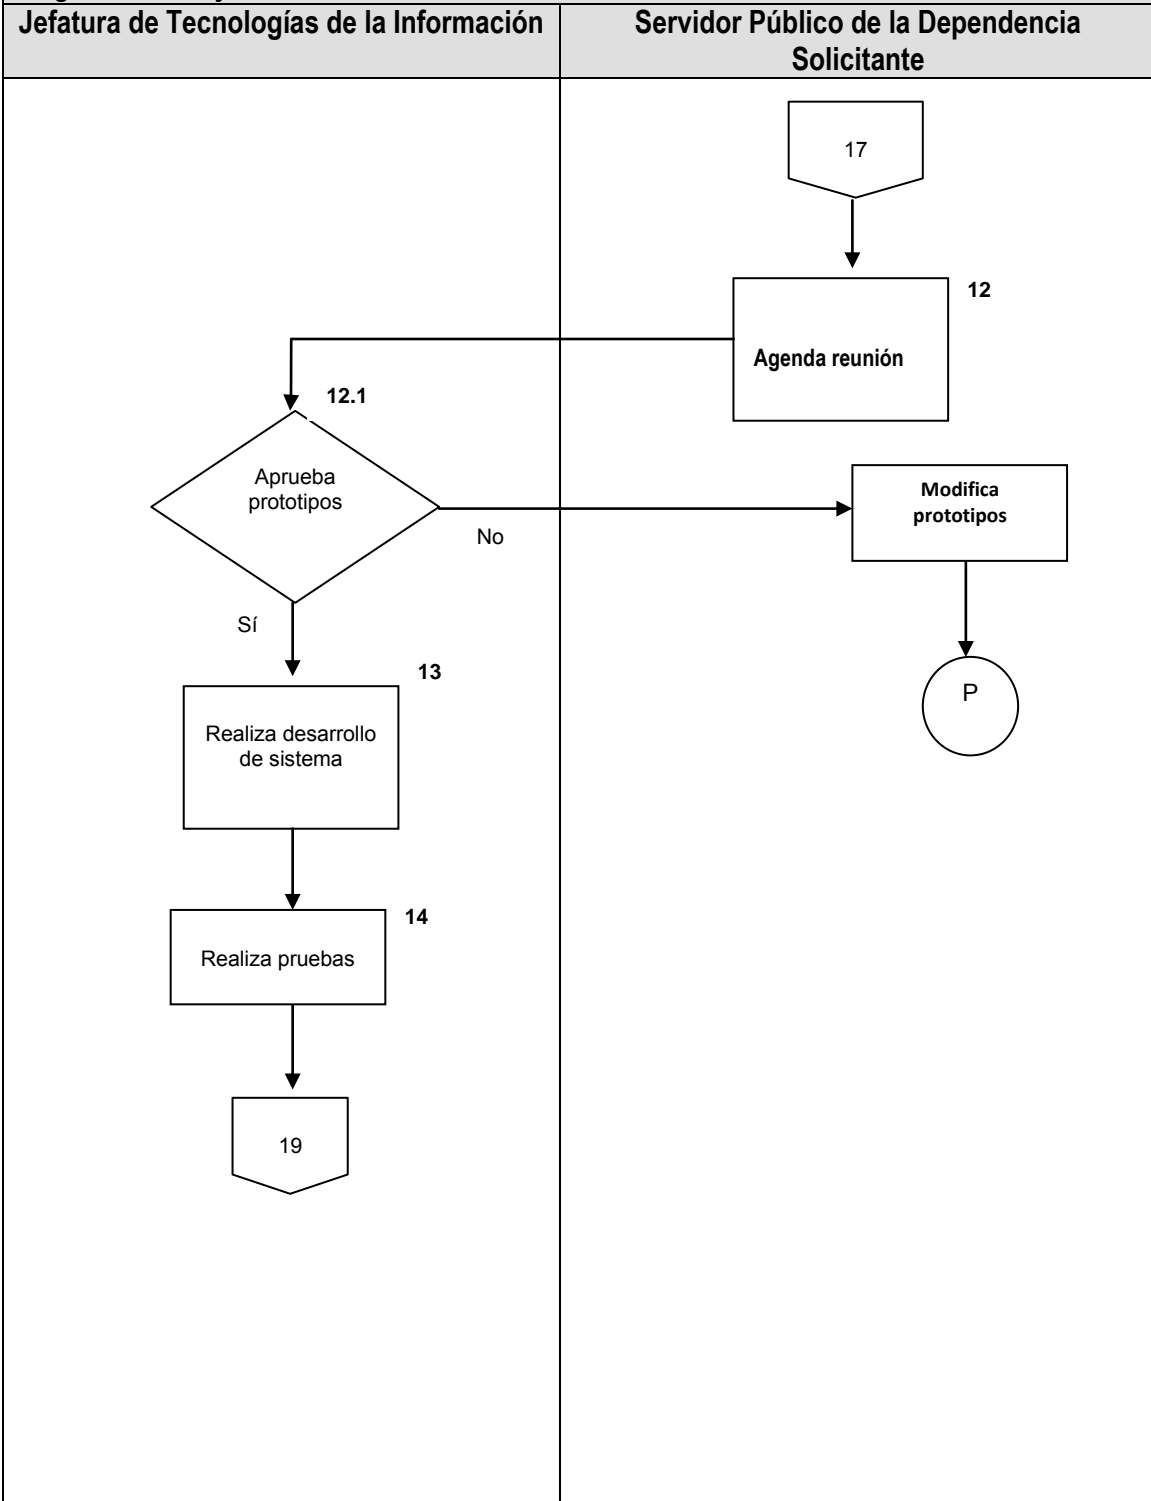 Jefatura de Tecnologías de la Información
Servidor Público de la Dependencia
Solicitante
17
12
Agenda reunión
12.1
Aprueba
prototipos
No
Modifica
prototipos
Sí
P
13
Realiza desarrollo
de sistema
14
Realiza pruebas
19